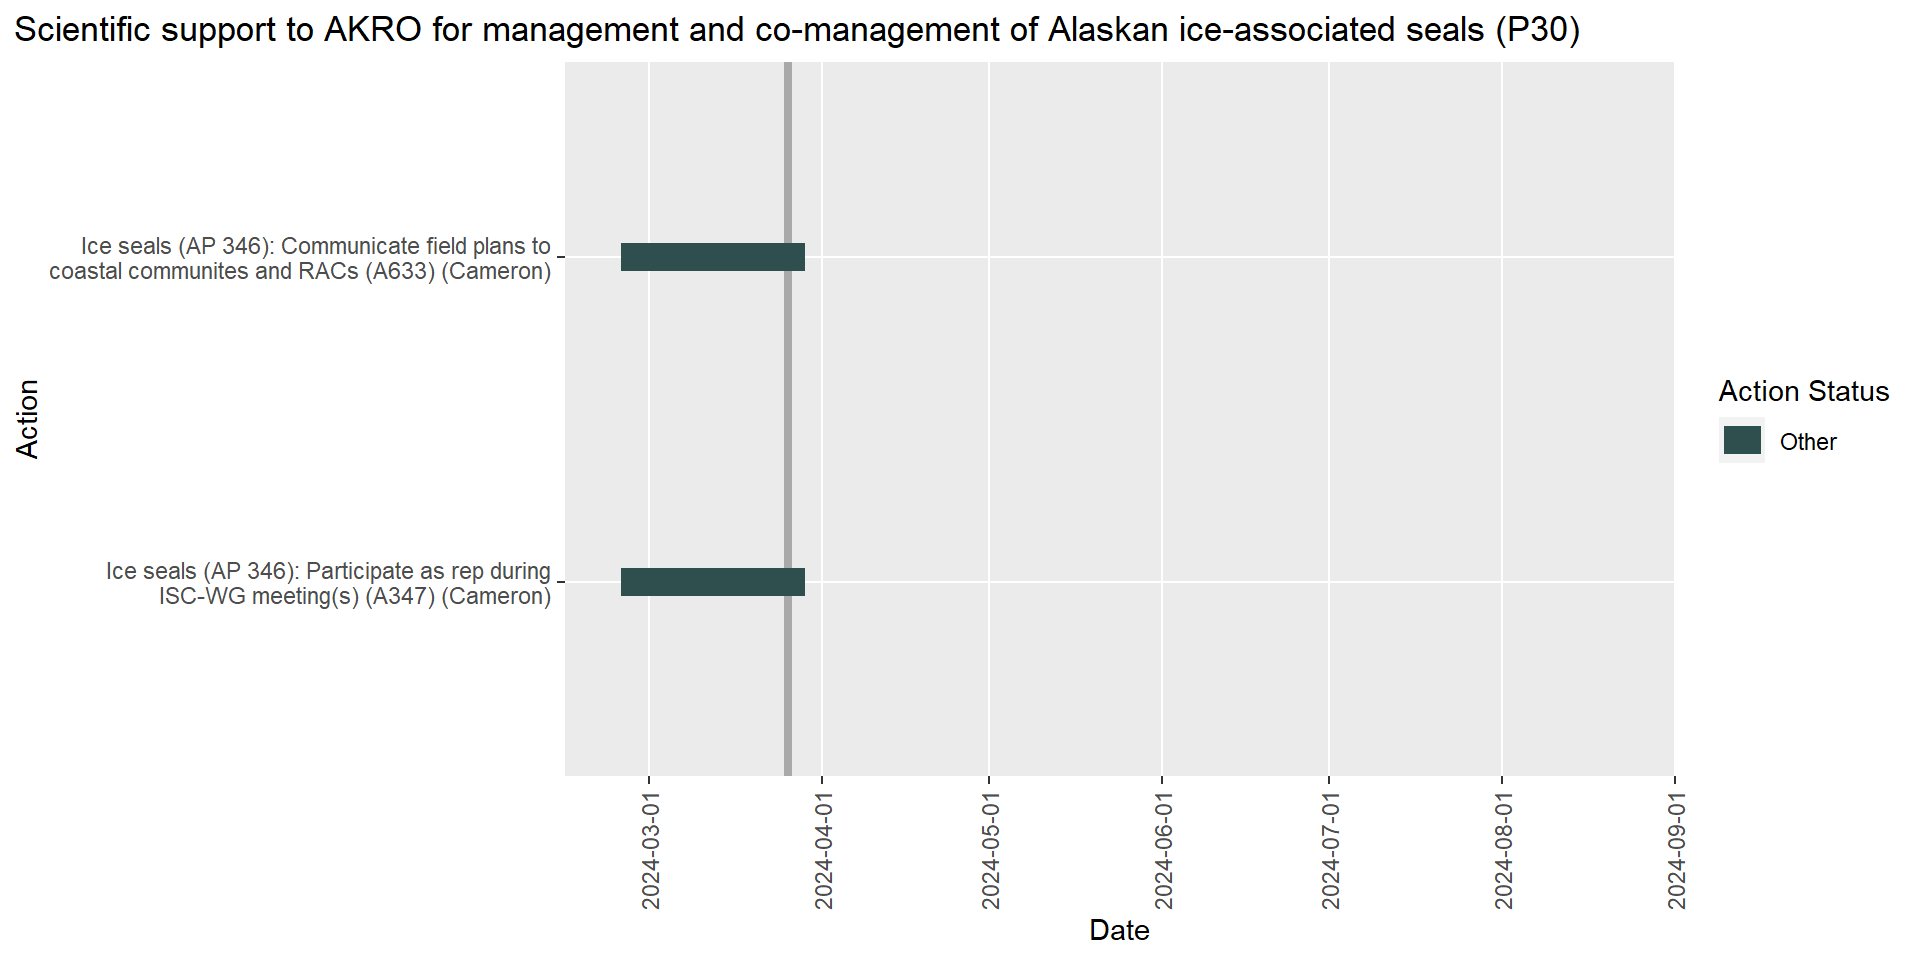 Scientific support to AKRO for management and co-management of Alaskan ice-associated seals (P30)
Action
Ice seals (AP 346): Communicate field plans to
coastal communites and RACs (A633) (Cameron)
Ice seals (AP 346): Participate as rep during
ISC-WG meeting(s) (A347) (Cameron)
2024-03-01
2024-04-01
2024-05-01
2024-06-01
2024-07-01
2024-08-01
2024-09-01
Date
Action Status
Other